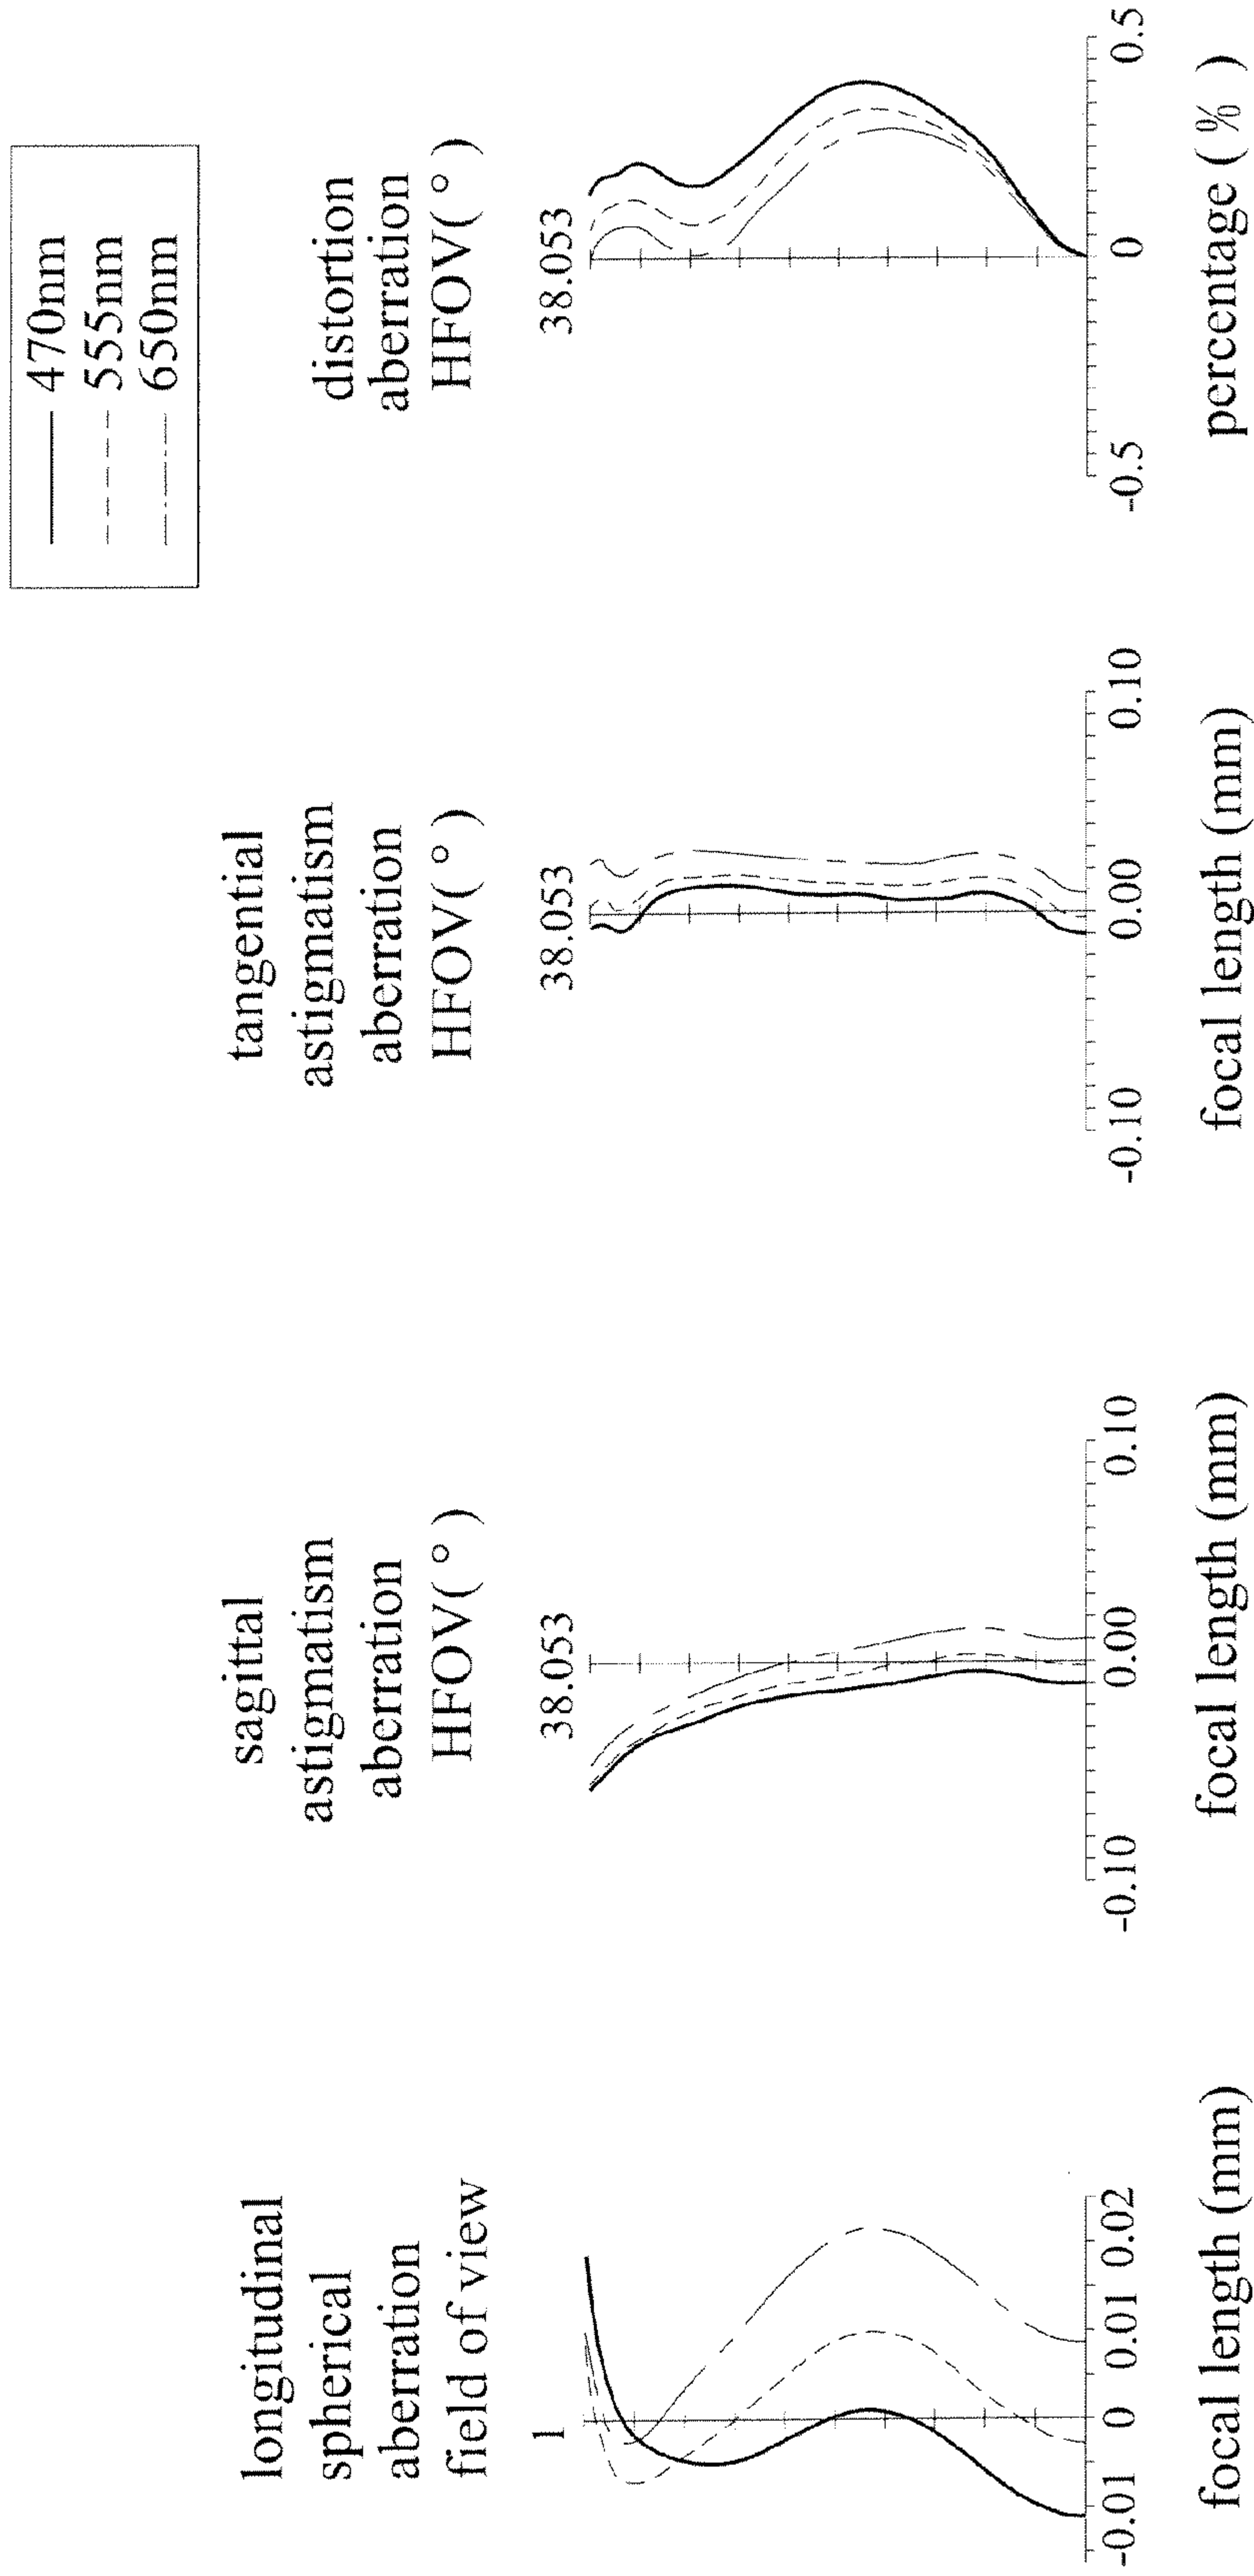 470nm
555nm
650nm
longitudinal
spherical
aberration
field of view
1
-0.01 0 0.01 0.02
focal length (mm)
sagittal
astigmatism
aberration
HFOV( ° )
38.053
-0.10 0.00 0.10
focal length (mm)
tangential
astigmatism
aberration
HFOV( ° )
38.053
-0.10 0.00 0.10
focal length (mm)
distortion
aberration
HFOV( ° )
38.053
-0.5 0 0.5
percentage ( % )